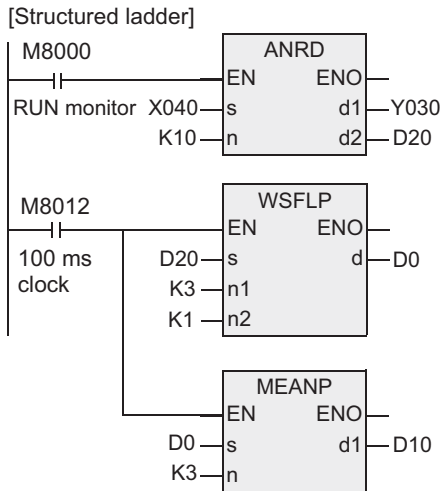 [Structured ladder]
M8000
ANRD
EN ENO
RUN monitor X040 s d1 Y030
K10 n d2 D20
WSFLP
M8012
EN ENO
100 ms D20 s d D0
clock K3 n1
K1 n2
MEANP
EN ENO
D0 s d1 D10
K3 n